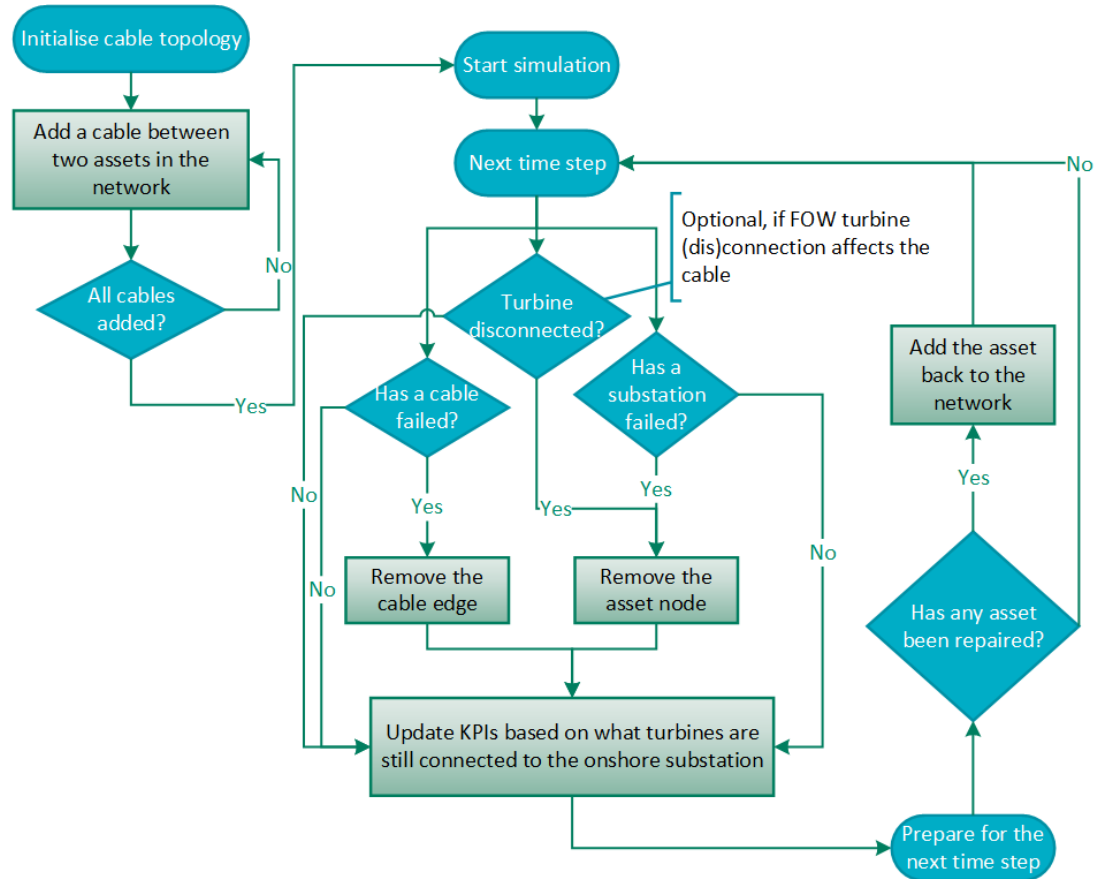 Initialise cable topology
Add a cable between
two assets in the
network
No
All cables
added?
Yes
Start simulation
Next time step
No
Optional, if FOW turbine
(dis)connection affects the
cable
Turbine
disconnected?
Has a cable
failed?
Has a
substation
failed?
Add the asset
back to the
network
No
Yes
Yes
Yes
Yes
No
No
Remove the
cable edge
Remove the
asset node
Has any asset
been repaired?
Update KPIs based on what turbines are
still connected to the onshore substation
Prepare for the
next time step